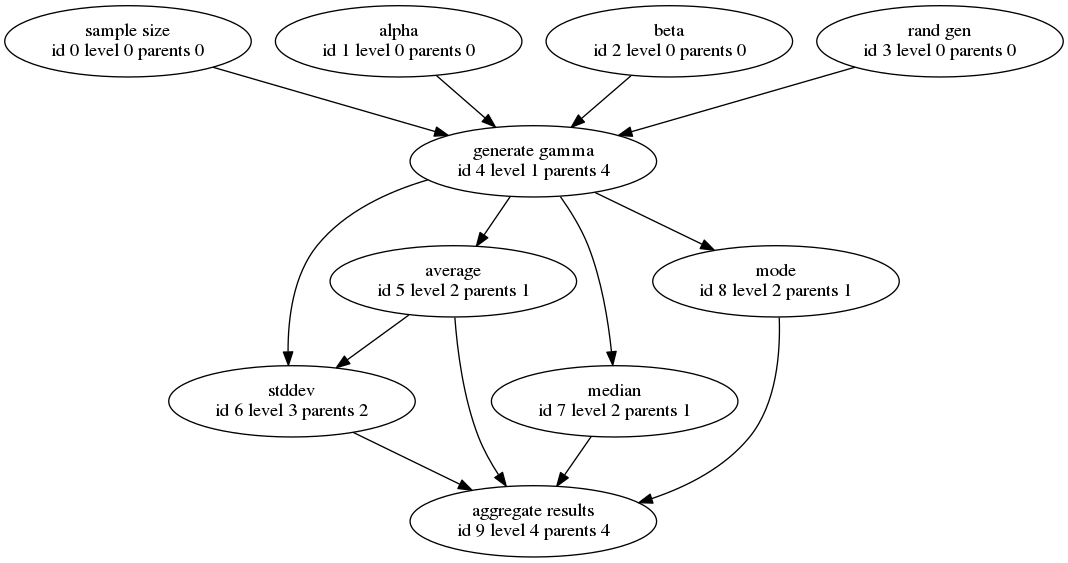 sample size
id 0 level 0 parents 0
alpha
id 1 level 0 parents 0
beta
id 2 level 0 parents 0
rand gen
id 3 level 0 parents 0
generate gamma
id 4 level 1 parents 4
average
id 5 level 2 parents 1
mode
id 8 level 2 parents 1
stddev
id 6 level 3 parents 2
median
id 7 level 2 parents 1
aggregate results
id 9 level 4 parents 4